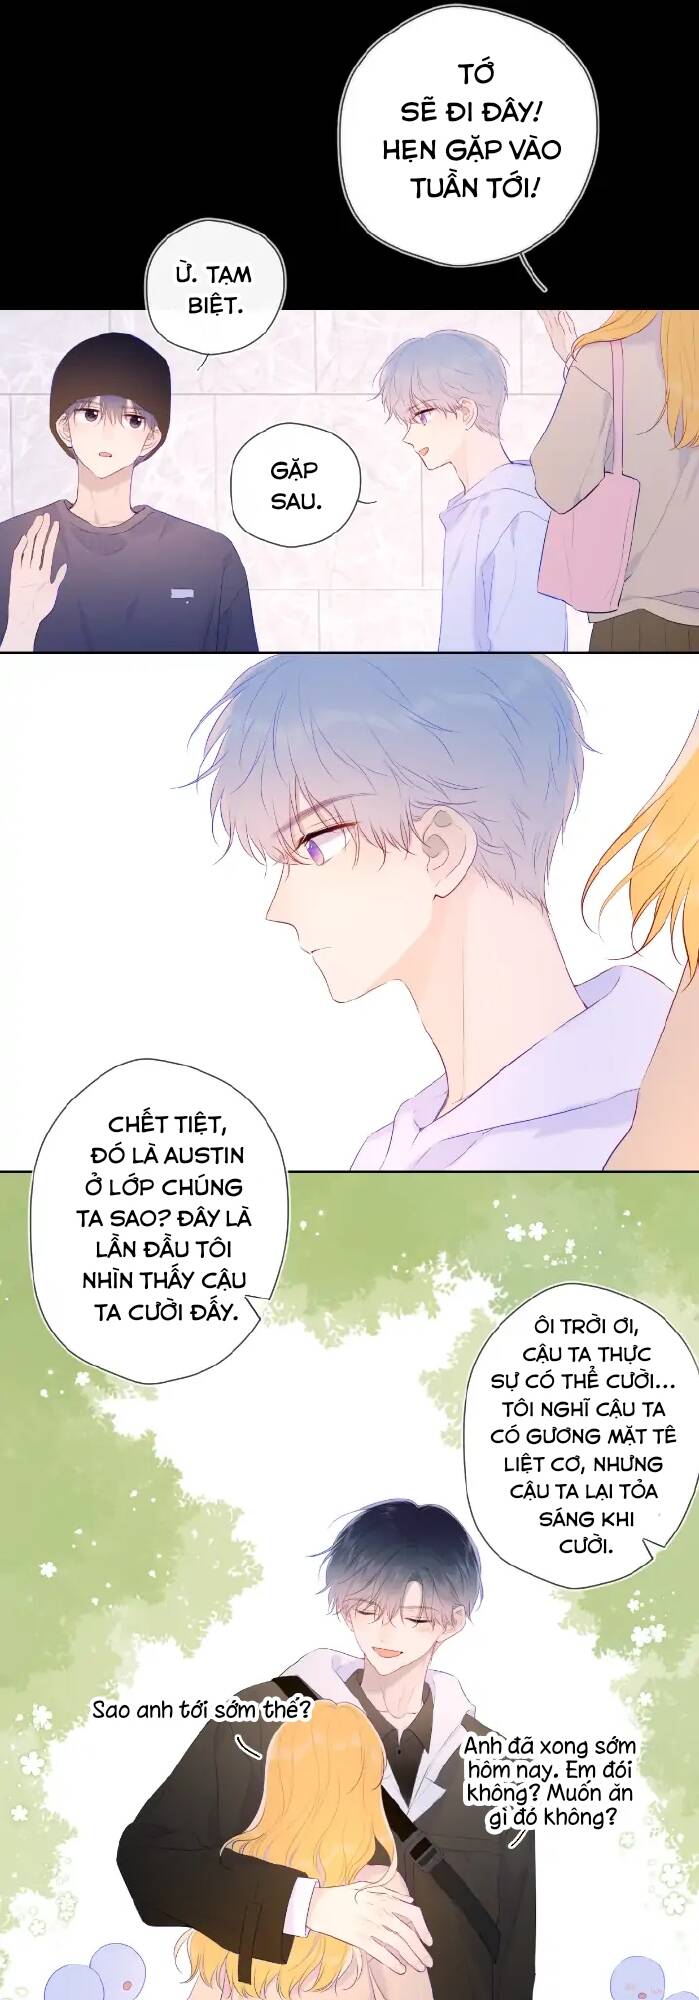 TỚ
SẼ ĐI ĐÂY!
HẸN GẶP VÀO
TUẦN TỚI!
Ừ. TẠM
BIỆT.
GẶP
SAU.
CHẾT TIỆT,
ĐÓ LÀ AUSTIN
Ở LỚP CHÚNG
TA SAO? ĐÂY LÀ
LẦN ĐẦU TÔI
NHÌN THẤY CẬU
TA CƯỜI ĐẤY.
ÔI TRỜI ƠI,
CẬU TA THỰC
SỰ CÓ THỂ CƯỜI...
TÔI NGHĨ CẬU TA
CÓ GƯƠNG MẶT TÊ
LIỆT CƠ, NHƯNG
CẬU TA LẠI TỎA
SÁNG KHI
CƯỜI.
Sao anh tới sớm thế?
Anh đã xong sớm
hôm nay. Em đói
không? Muốn ăn
gì đó không?